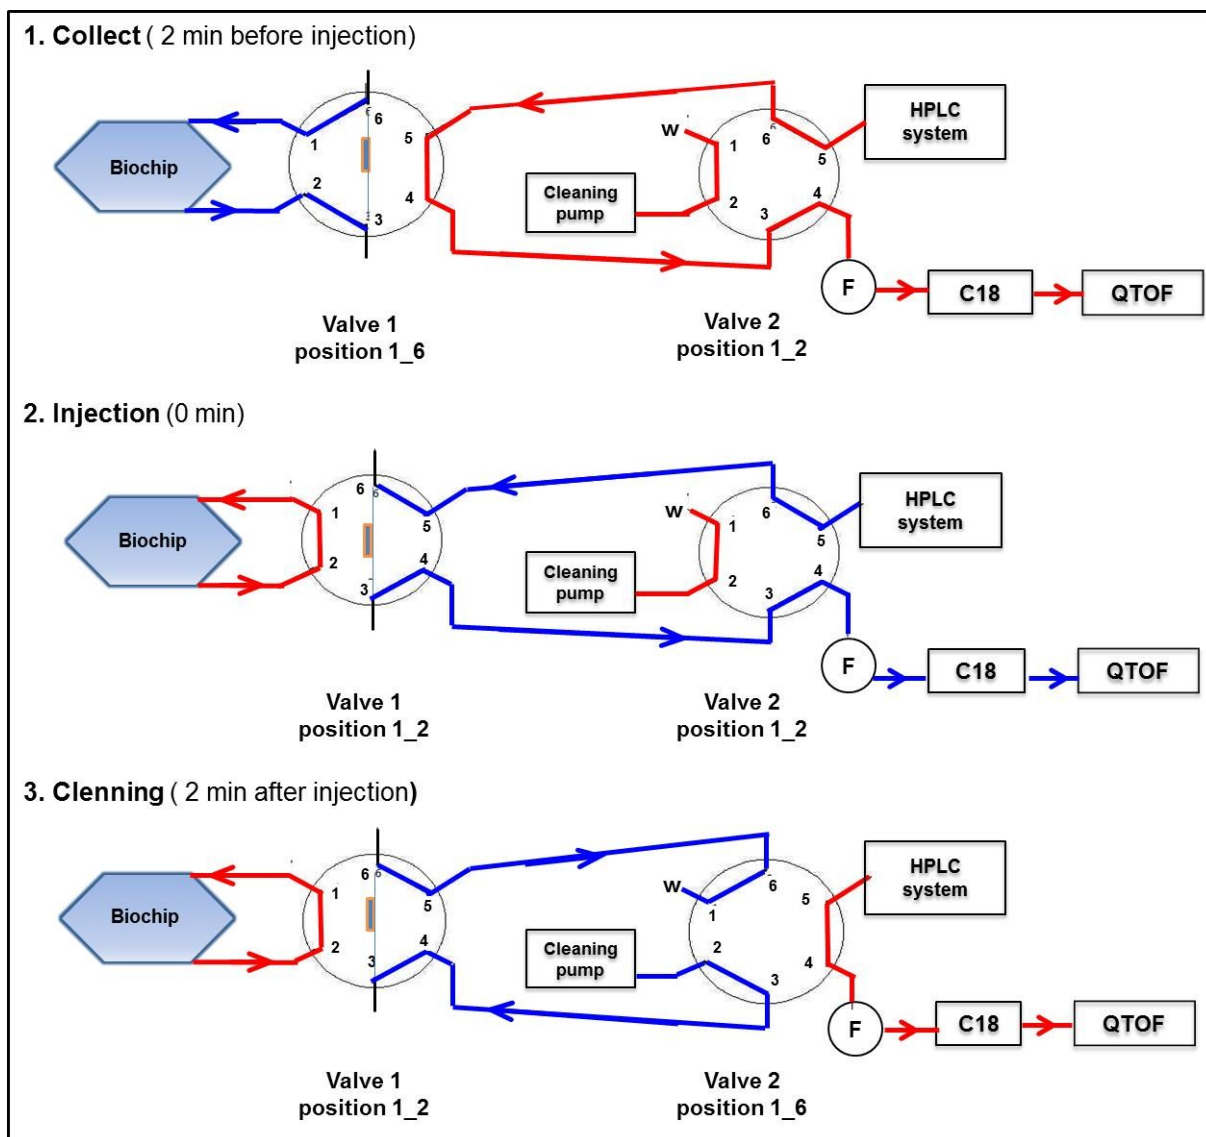 1. Collect ( 2 min before injection)
Biochip
6
6
1
2
3
3
5
4
W
Cleaning
pump
1
2
6
6
5
4
3
HPLC
system
F
C18
QTOF
Valve 1
position 1_6
Valve 2
position 1_2
2. Injection (0 min)
Biochip
6
6
1
2
3
5
4
W
Cleaning
pump
1
2
6
5
4
3
HPLC
system
F
C18
QTOF
Valve 1
position 1_2
Valve 2
position 1_2
3. Clenning ( 2 min after injection)
Biochip
6
6
1
2
3
5
4
W
Cleaning
pump
1
2
6
5
4
3
HPLC
system
F
C18
QTOF
Valve 1
position 1_2
Valve 2
position 1_6